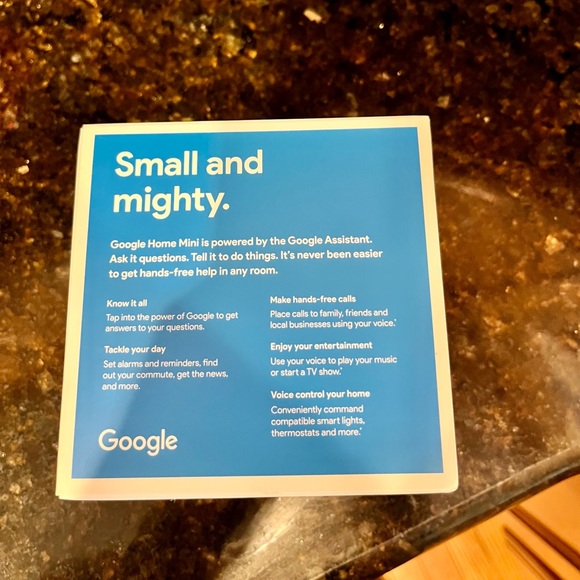 Small and
mighty.
Google Home Mini is powered by the Google Assistant.
Ask it questions. Tell it to do things. It's never been easier
to get hands-free help in any room.
Know it all
Tap into the power of Google to get
answers to your questions.
Tackle your day
Set alarms and reminders, find
out your commute, get the news,
and more.
Make hands-free calls
Place calls to family, friends and
local businesses using your voice.*
Enjoy your entertainment
Use your voice to play your music
or start a TV show.*
Voice control your home
Conveniently command
compatible smart lights,
thermostats and more.*
Google